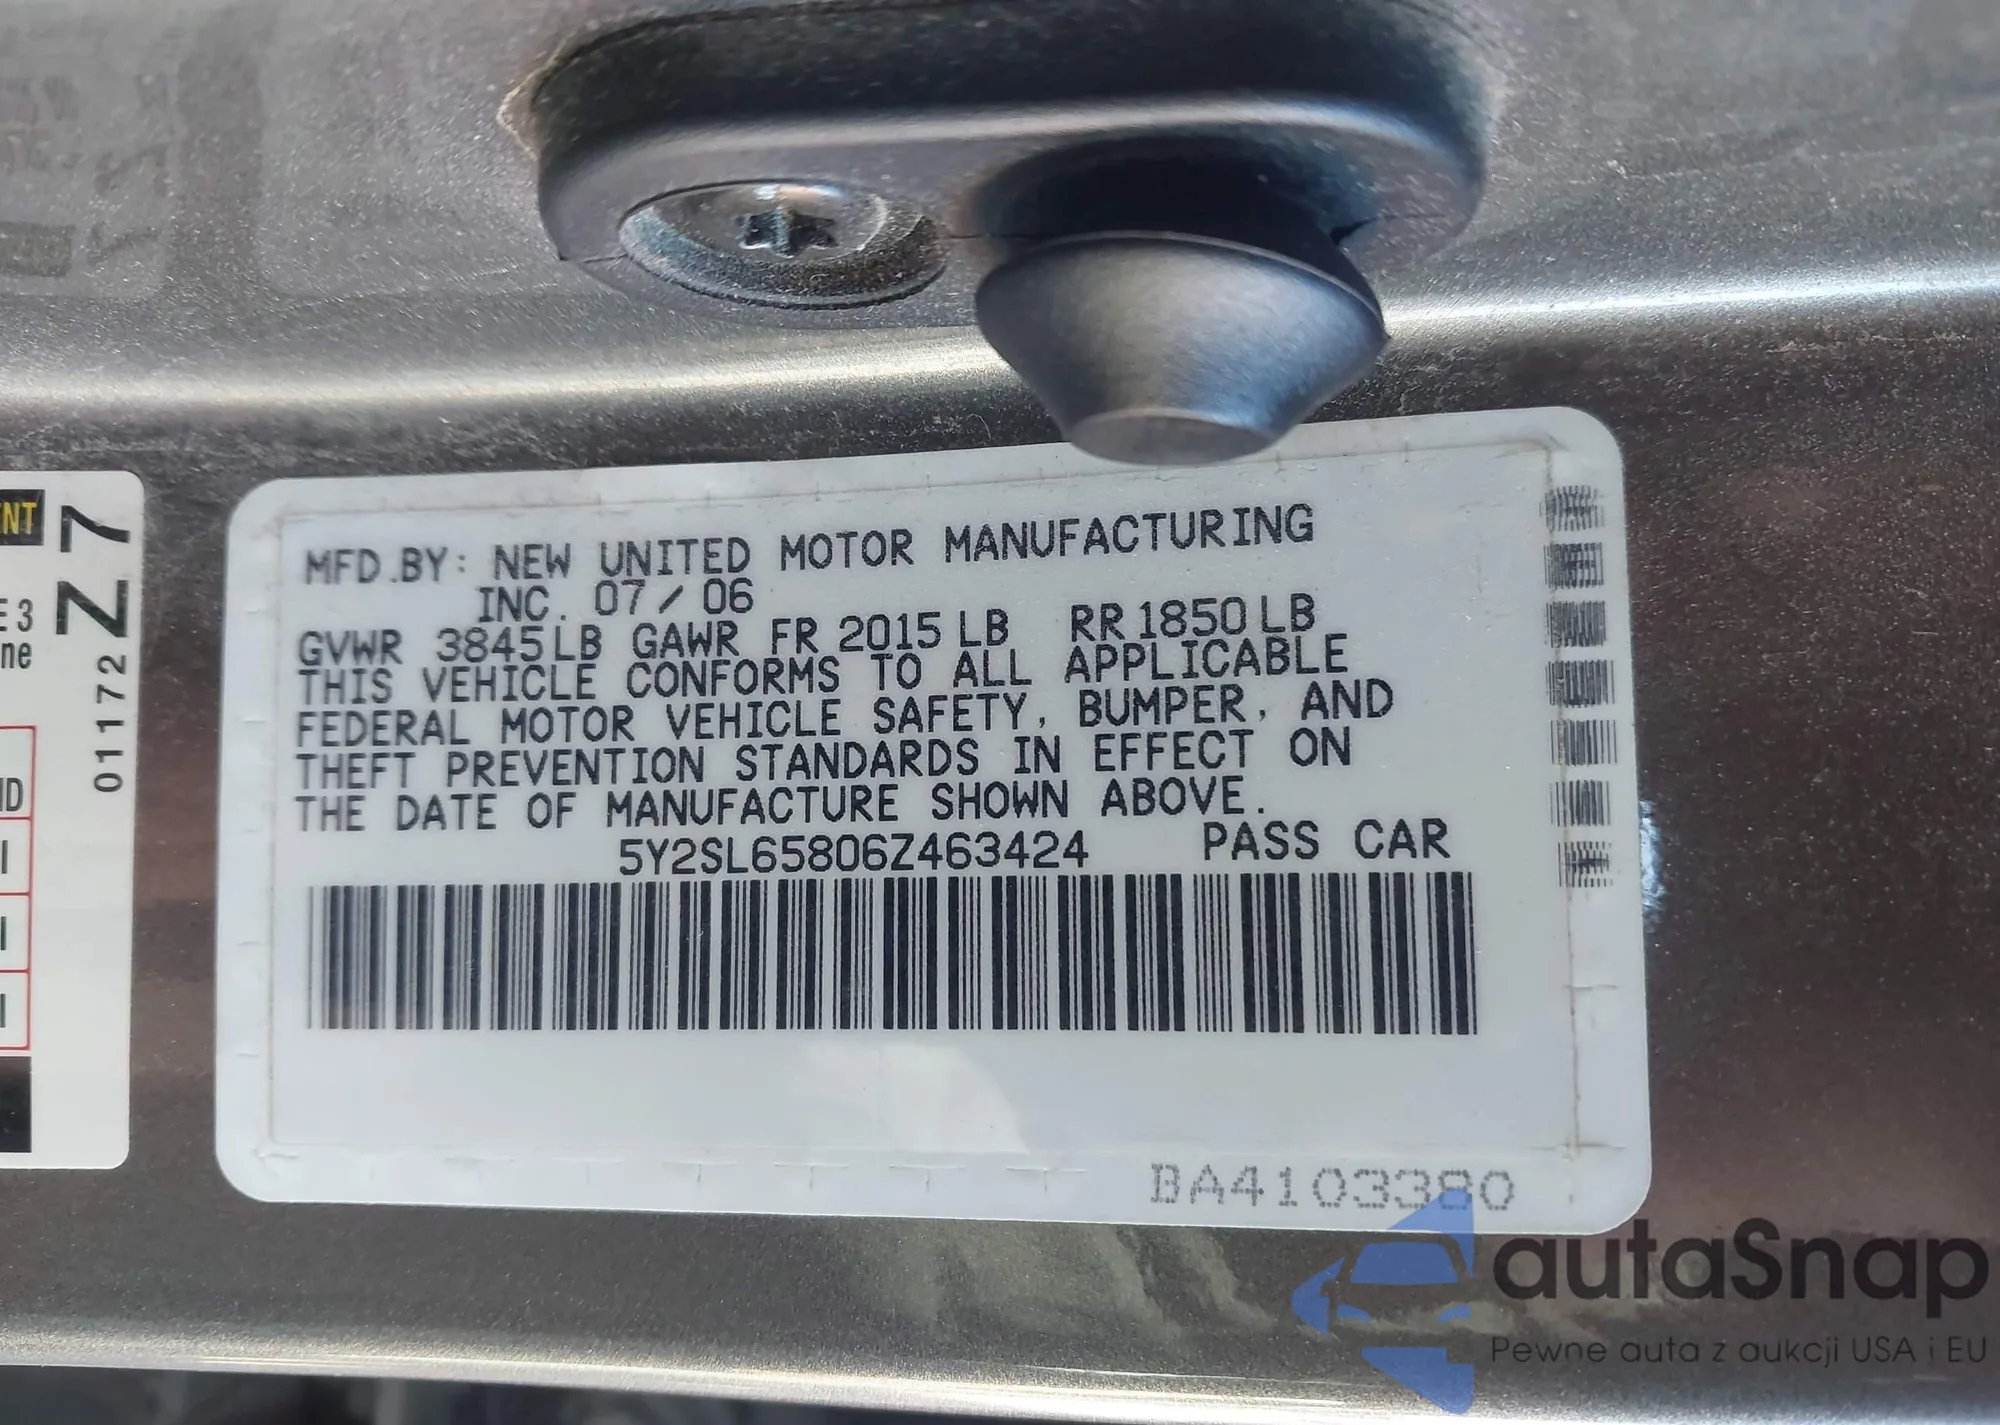 MFD.BY: NEW UNITED MOTOR MANUFACTURING
INC. 07/06
GVWR 3845LB GAWR FR 2015 LB RR 1850 LB
THIS VEHICLE CONFORMS TO ALL APPLICABLE
FEDERAL MOTOR VEHICLE SAFETY, BUMPER, AND
THEFT PREVENTION STANDARDS IN EFFECT ON
THE DATE OF MANUFACTURE SHOWN ABOVE.
5Y2SL65806Z463424 PASS CAR
BA4103380
Z7
01172
autaSnap
Pewne auta z aukcji USA i EU